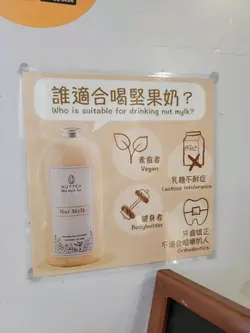 誰適合喝堅果奶？
Who is suitable for drinking nut mylk?
素食者
Vegan
乳糖不耐症
Lactose Intolerance
健身者
Bodybuilder
牙齒矯正
不適合咀嚼的人
Orthodontics
NUTTEA
Nut Mylk